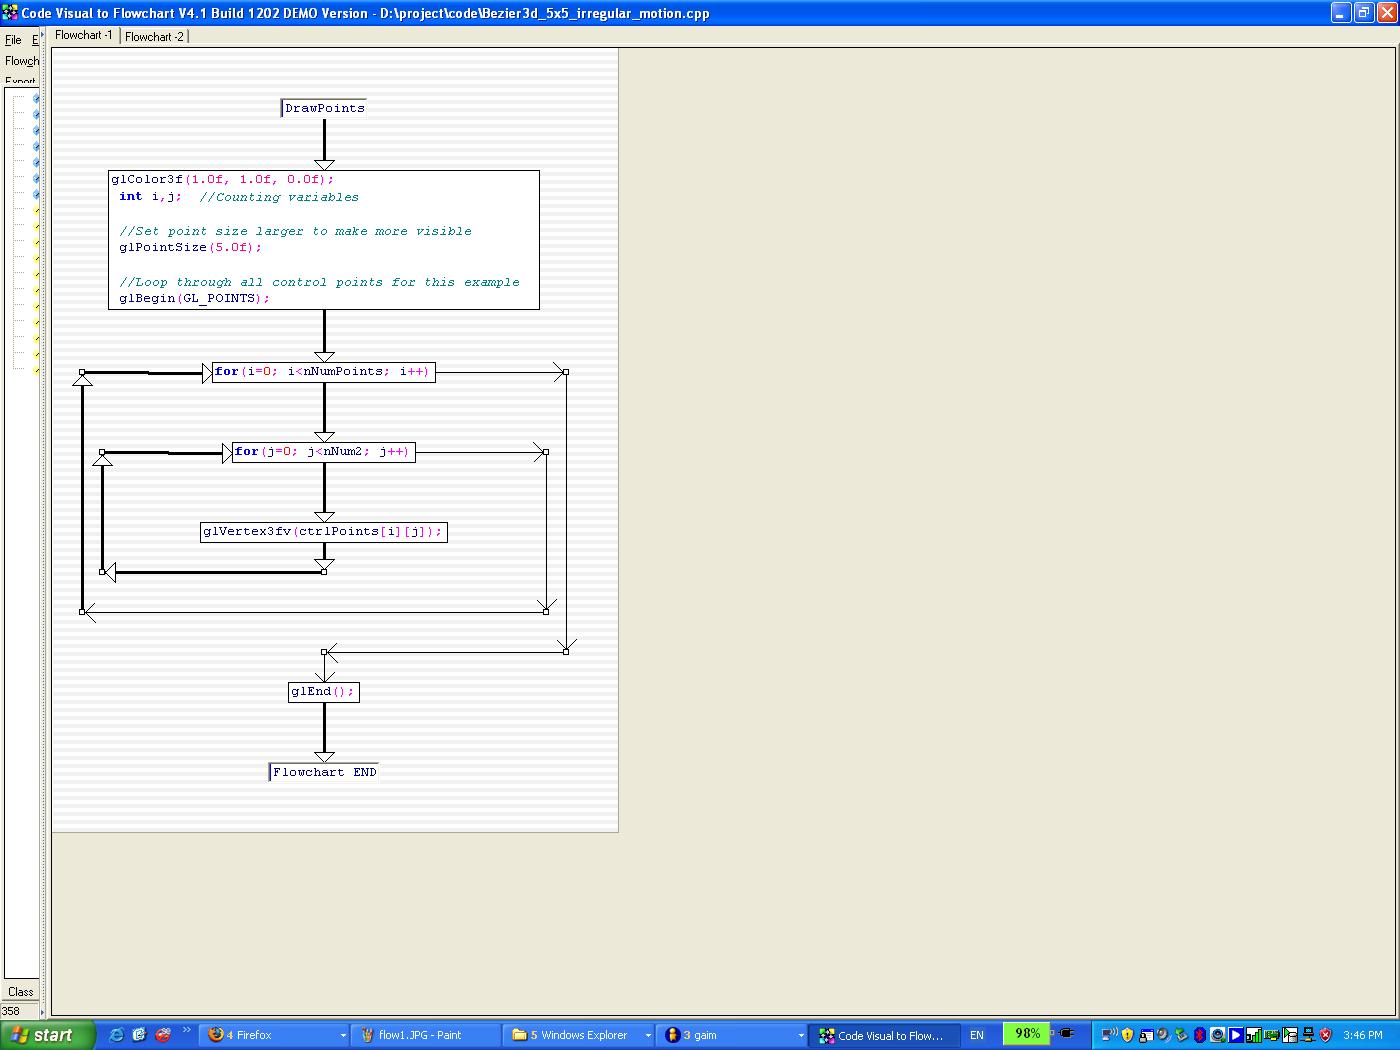 Code Visual to Flowchart V4.1 Build 1202 DEMO Version - D:\project\code\Bezier3d_5x5_irregular_motion.cpp
File E
Flowch
Export
Flowchart -1
Flowchart -2
DrawPoints
glColor3f(1.0f, 1.0f, 0.0f);
int i,j; //Counting variables
//Set point size larger to make more visible
glPointSize(5.0f);
//Loop through all control points for this example
glBegin(GL_POINTS);
for(i=0; i<nNumPoints; i++)
for(j=0; j<nNum2; j++)
glVertex3fv(ctrlPoints[i][j]);
glEnd();
Flowchart END
Class
358
start
4 Firefox
flow1.JPG - Paint
5 Windows Explorer
3 gaim
Code Visual to Flow...
EN
98%
3:46 PM